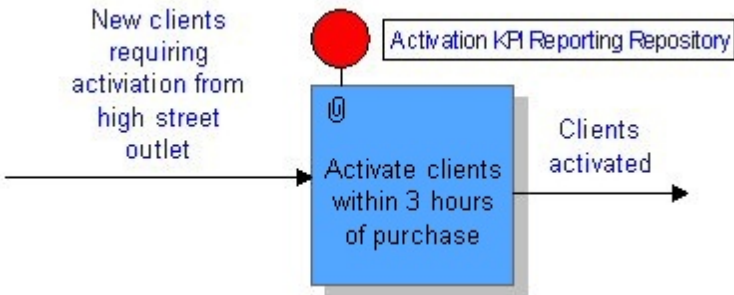 New clients
requiring
activiation from
high street
outlet
Activation KPI Reporting Repository
Activate clients
within 3 hours
of purchase
Clients
activated